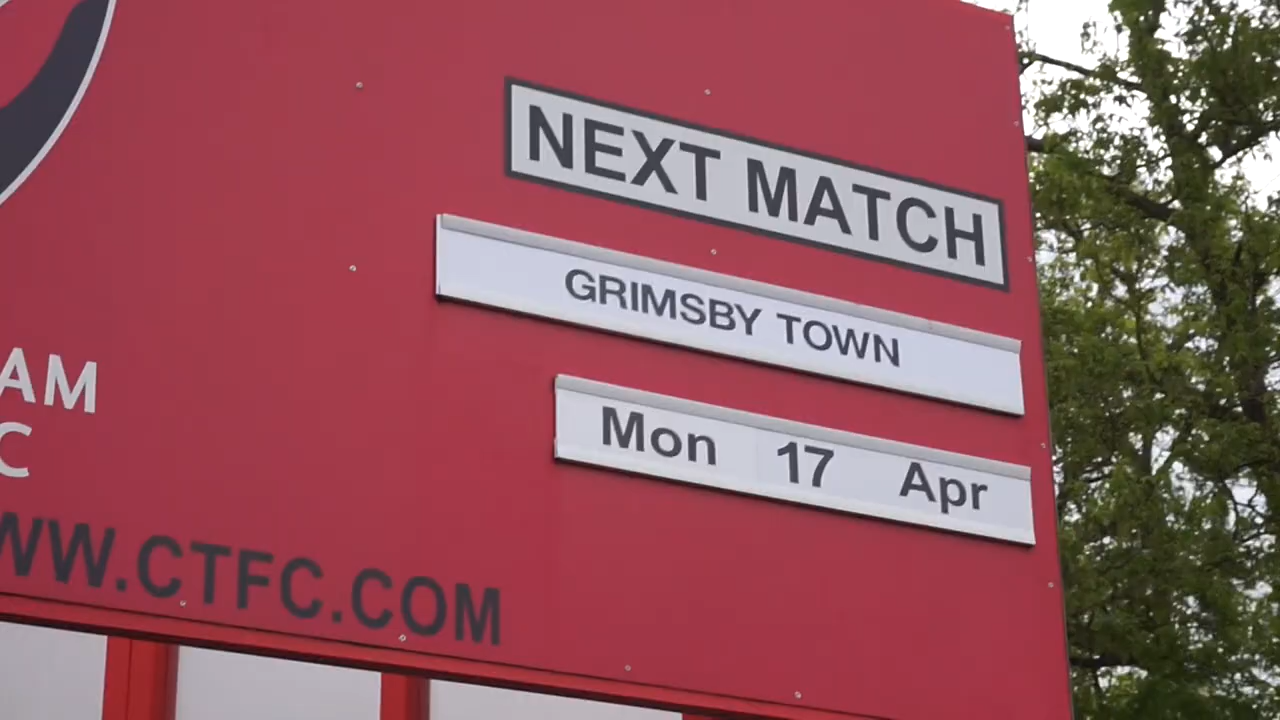 NEXT MATCH
GRIMSBY TOWN
Mon 17 Apr
AM
C
WW.CTFC.COM